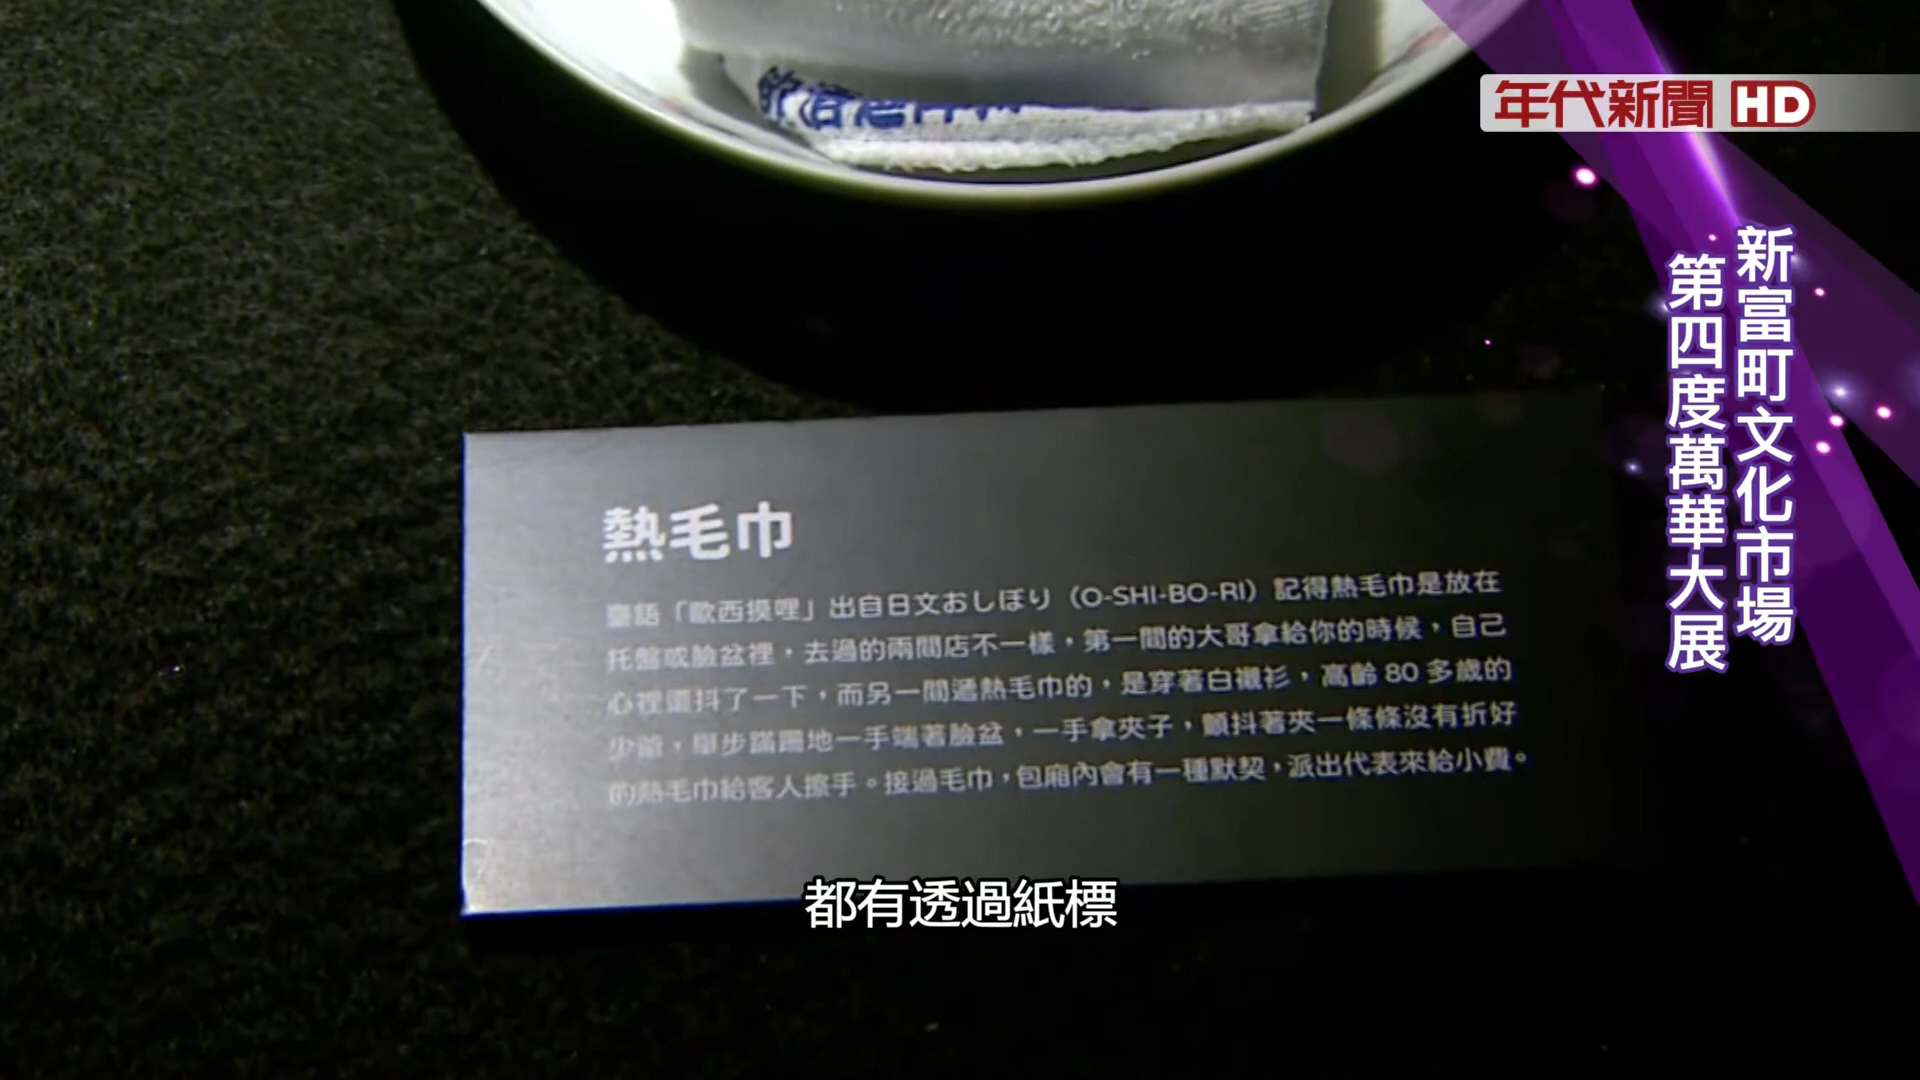 年代新聞 HD
新富町文化市場
第四度萬華大展
熱毛巾
臺語「歐西摸哩」出自日文おしぼり（O-SHI-BO-RI）記得熱毛巾是放在
托盤或臉盆裡，去過的兩間店不一樣，第一間的大哥拿給你的時候，自己
心裡還抖了一下，而另一間遞熱毛巾的，是穿著白襯衫，高齡 80 多歲的
少爺，舉步蹣跚地一手端著臉盆，一手拿夾子，顫抖著夾一條條沒有折好
的熱毛巾給客人擦手。接過毛巾，包廂內會有一種默契，派出代表來給小費。
都有透過紙標